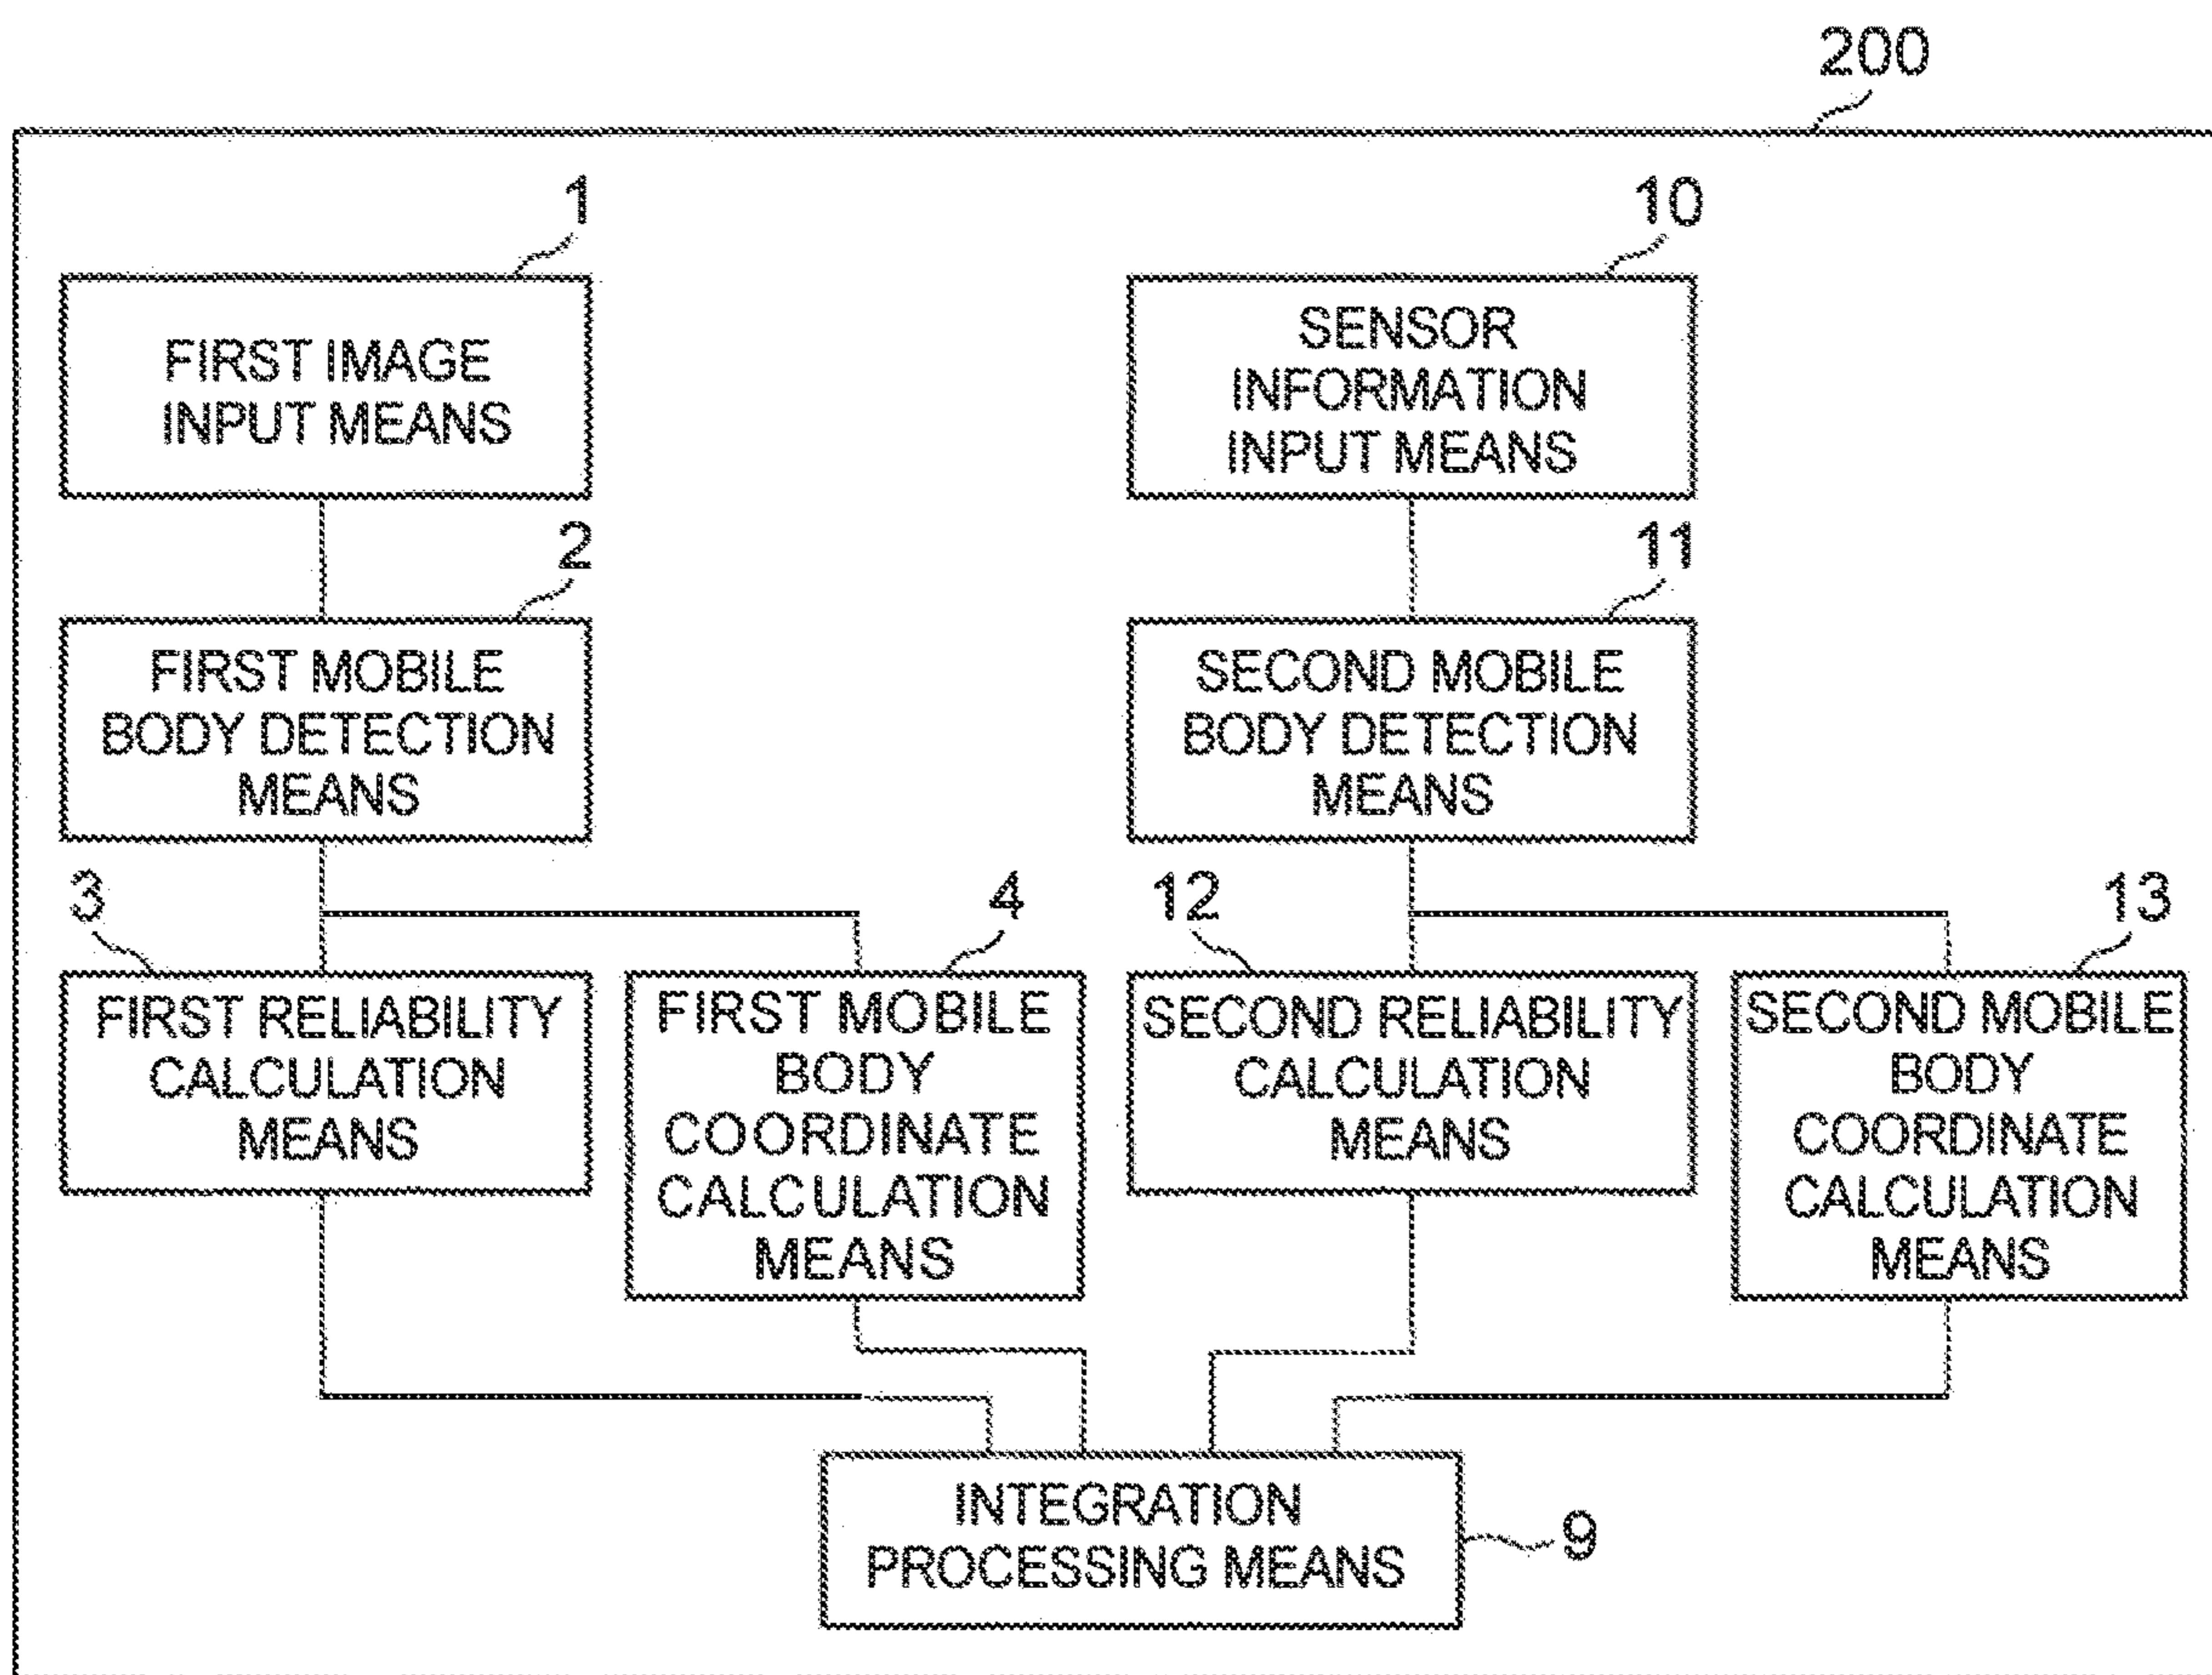 200
1
10
FIRST IMAGE
INPUT MEANS
SENSOR
INFORMATION
INPUT MEANS
2
11
FIRST MOBILE
BODY DETECTION
MEANS
SECOND MOBILE
BODY DETECTION
MEANS
3
4
12
13
FIRST RELIABILITY
CALCULATION
MEANS
FIRST MOBILE
BODY
COORDINATE
CALCULATION
MEANS
SECOND RELIABILITY
CALCULATION
MEANS
SECOND MOBILE
BODY
COORDINATE
CALCULATION
MEANS
INTEGRATION
PROCESSING MEANS
9